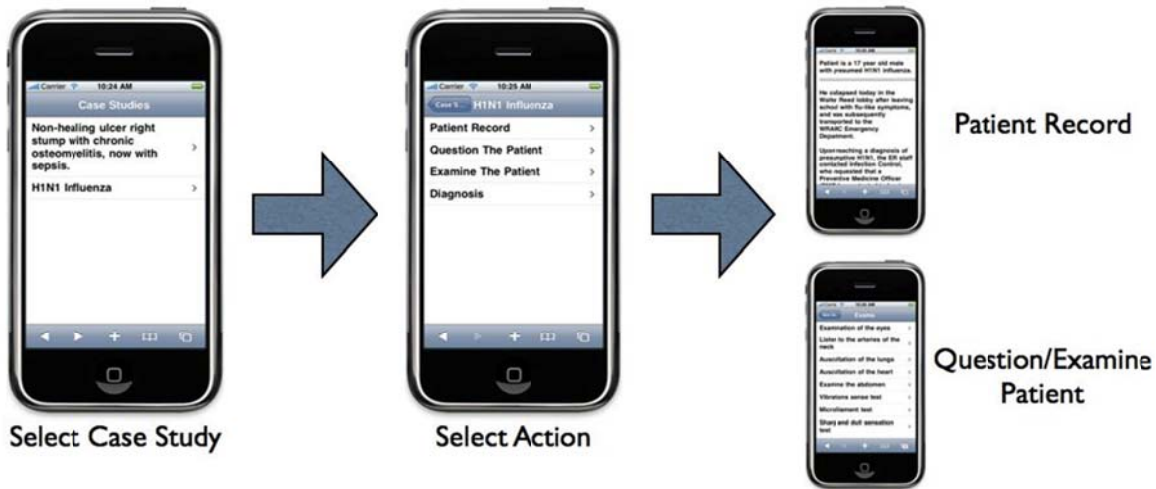 Carrier 10:24 AM
Case Studies
Non-healing ulcer right
stump with chronic
osteomyelitis, now with
sepsis.
H1N1 Influenza
Select Case Study
Carrier 10:25 AM
Case S... H1N1 Influenza
Patient Record
Question The Patient
Examine The Patient
Diagnosis
Select Action
Patient is a 17 year old male
with presumed H1N1 influenza.
He colapsed today in the
Walter Reed lobby after leaving
school with flu-like symptoms,
and was subsequently
transported to the
WRAMC Emergency
Department.
Upon reaching a diagnosis of
presumptive H1N1, the ER staff
contacted Infection Control,
who requested that a
Preventive Medicine Officer
Patient Record
Exams
Examination of the eyes
Listen to the arteries of the
neck
Auscultation of the lungs
Auscultation of the heart
Examine the abdomen
Vibrations sense test
Microfilament test
Sharp and dull sensation
test
Question/Examine
Patient